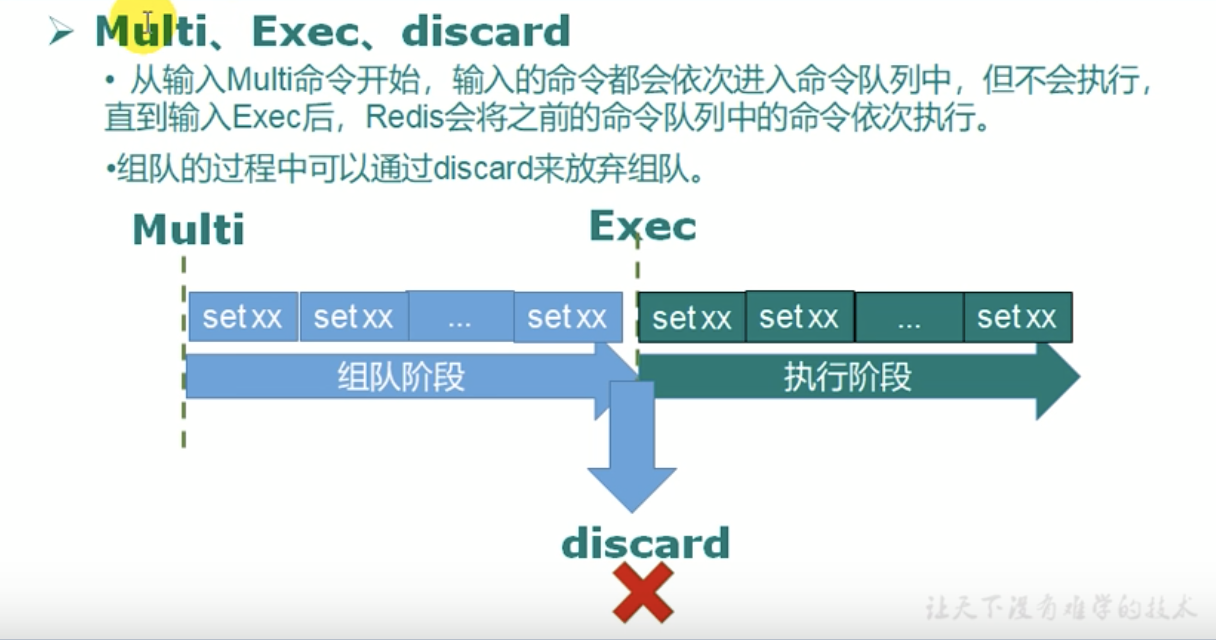 ➢ Multi、Exec、discard
• 从输入Multi命令开始，输入的命令都会依次进入命令队列中，但不会执行，
直到输入Exec后，Redis会将之前的命令队列中的命令依次执行。
•组队的过程中可以通过discard来放弃组队。
Multi Exec
set xx set xx ... set xx set xx set xx ... set xx
组队阶段 执行阶段
discard
让天下没有难学的技术